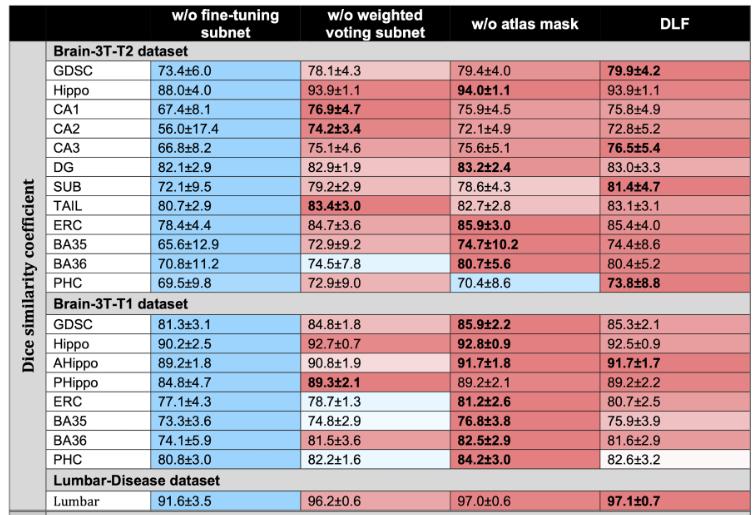 w/o fine-tuning subnet w/o weighted voting subnet w/o atlas mask DLF
Dice similarity coefficient
Brain-3T-T2 dataset
GDSC 73.4±6.0 78.1±4.3 79.4±4.0 79.9±4.2
Hippo 88.0±4.0 93.9±1.1 94.0±1.1 93.9±1.1
CA1 67.4±8.1 76.9±4.7 75.9±4.5 75.8±4.9
CA2 56.0±17.4 74.2±3.4 72.1±4.9 72.8±5.2
CA3 66.8±8.2 75.1±4.6 75.6±5.1 76.5±5.4
DG 82.1±2.9 82.9±1.9 83.2±2.4 83.0±3.3
SUB 72.1±9.5 79.2±2.9 78.6±4.3 81.4±4.7
TAIL 80.7±2.9 83.4±3.0 82.7±2.8 83.1±3.1
ERC 78.4±4.4 84.7±3.6 85.9±3.0 85.4±4.0
BA35 65.6±12.9 72.9±9.2 74.7±10.2 74.4±8.6
BA36 70.8±11.2 74.5±7.8 80.7±5.6 80.4±5.2
PHC 69.5±9.8 72.9±9.0 70.4±8.6 73.8±8.8
Brain-3T-T1 dataset
GDSC 81.3±3.1 84.8±1.8 85.9±2.2 85.3±2.1
Hippo 90.2±2.5 92.7±0.7 92.8±0.9 92.5±0.9
AHippo 89.2±1.8 90.8±1.9 91.7±1.8 91.7±1.7
PHippo 84.8±4.7 89.3±2.1 89.2±2.1 89.2±2.2
ERC 77.1±4.3 78.7±1.3 81.2±2.6 80.7±2.5
BA35 73.3±3.6 74.8±2.9 76.8±3.8 75.9±3.9
BA36 74.1±5.9 81.5±3.6 82.5±2.9 81.6±2.9
PHC 80.8±3.0 82.2±1.6 84.2±3.0 82.6±3.2
Lumbar-Disease dataset
Lumbar 91.6±3.5 96.2±0.6 97.0±0.6 97.1±0.7